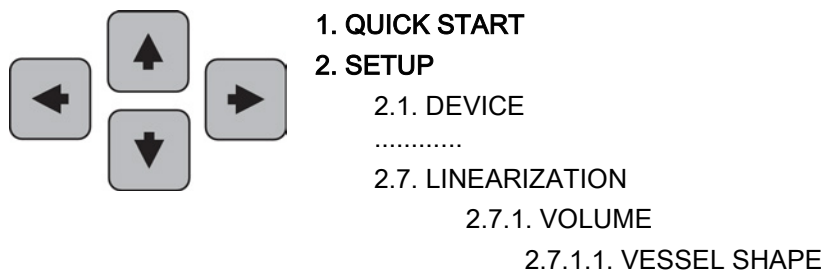 1. QUICK START
2. SETUP
2.1. DEVICE
............
2.7. LINEARIZATION
2.7.1. VOLUME
2.7.1.1. VESSEL SHAPE